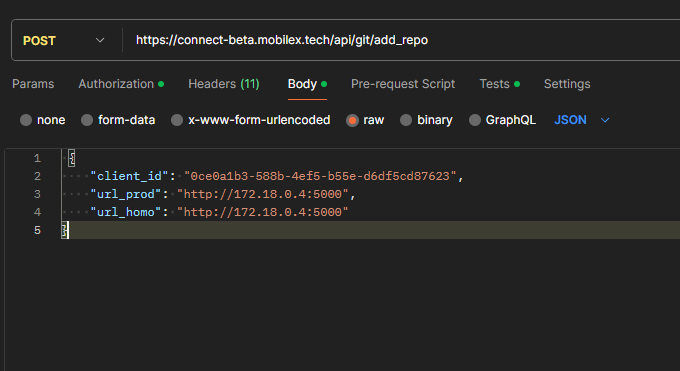 POST https://connect-beta.mobilex.tech/api/git/add_repo
Params Authorization Headers (11) Body Pre-request Script Tests Settings
none form-data x-www-form-urlencoded raw binary GraphQL JSON
1 {
2 "client_id": "0ce0a1b3-588b-4ef5-b55e-d6df5cd87623",
3 "url_prod": "http://172.18.0.4:5000",
4 "url_homo": "http://172.18.0.4:5000"
5 }